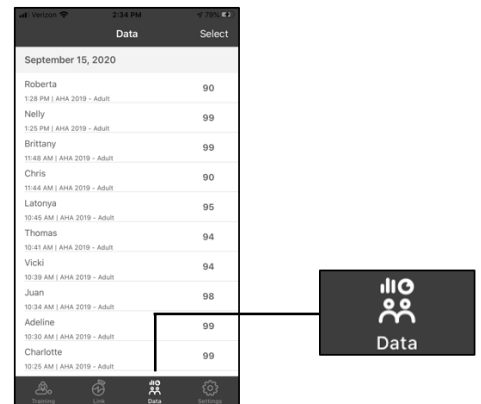 Verizon 2:34 PM 79%
Data Select
September 15, 2020
Roberta 90
1:28 PM | AHA 2019 - Adult
Nelly 99
1:25 PM | AHA 2019 - Adult
Brittany 99
11:48 AM | AHA 2019 - Adult
Chris 90
11:44 AM | AHA 2019 - Adult
Latonya 95
10:45 AM | AHA 2019 - Adult
Thomas 94
10:41 AM | AHA 2019 - Adult
Vicki 94
10:39 AM | AHA 2019 - Adult
Juan 98
10:34 AM | AHA 2019 - Adult
Adeline 99
10:30 AM | AHA 2019 - Adult
Charlotte 99
10:25 AM | AHA 2019 - Adult
Training Link Data Settings
Data